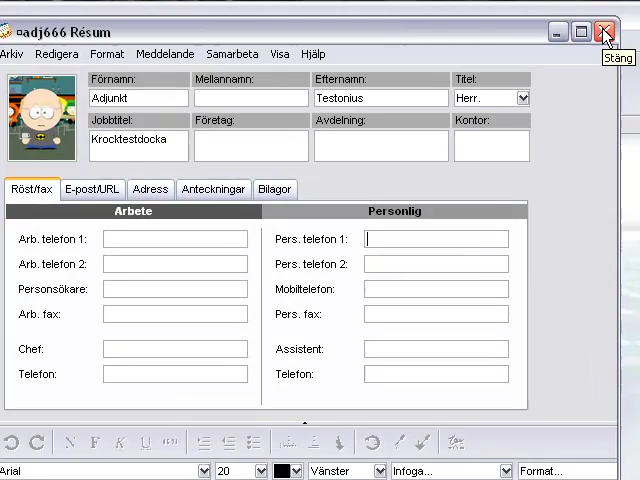 ¤adj666 Résum
Stäng
Arkiv Redigera Format Meddelande Samarbeta Visa Hjälp
Förnamn: Mellannamn: Efternamn: Titel:
Adjunkt Testonius Herr.
Jobbtitel: Företag: Avdelning: Kontor:
Krocktestdocka
Röst/fax E-post/URL Adress Anteckningar Bilagor
Arbete Personlig
Arb. telefon 1: Pers. telefon 1:
Arb. telefon 2: Pers. telefon 2:
Personsökare: Mobiltelefon:
Arb. fax: Pers. fax:
Chef: Assistent:
Telefon: Telefon:
N F K U
Arial 20 Vänster Infoga... Format...